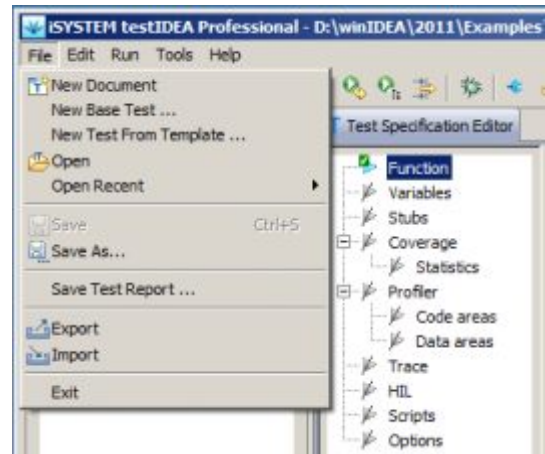 iSYSTEM testIDEA Professional - D:\winIDEA\2011\Examples
File Edit Run Tools Help
New Document
New Base Test ...
New Test From Template ...
Open
Open Recent
Save Ctrl+S
Save As...
Save Test Report ...
Export
Import
Exit
Test Specification Editor
Function
Variables
Stubs
Coverage
Statistics
Profiler
Code areas
Data areas
Trace
HIL
Scripts
Options